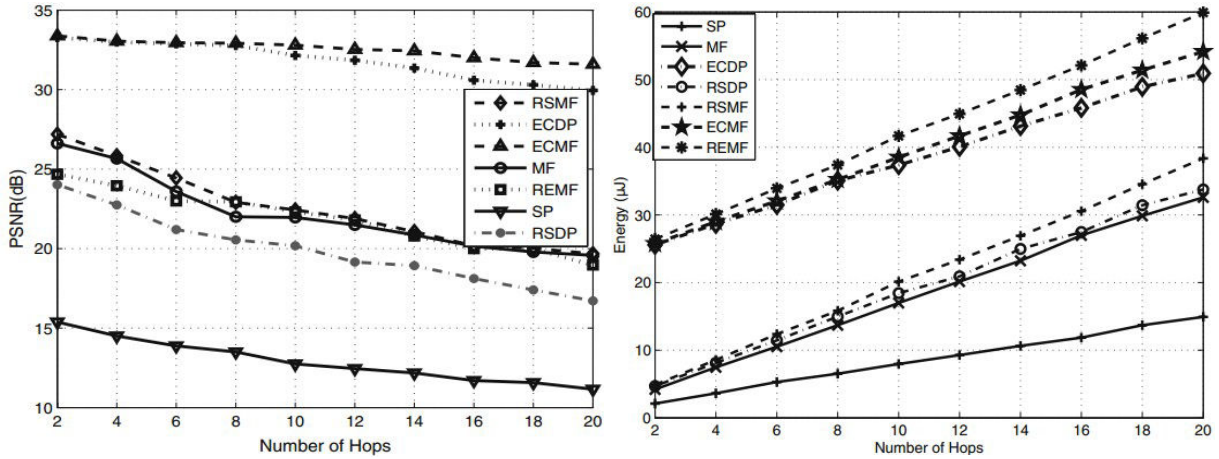 35
30
25
20
15
10
PSNR(dB)
2 4 6 8 10 12 14 16 18 20
Number of Hops
RSMF
ECDP
ECMF
MF
REMF
SP
RSDP
60
50
40
30
20
10
0
Energy (µJ)
2 4 6 8 10 12 14 16 18 20
Number of Hops
SP
MF
ECDP
RSDP
RSMF
ECMF
REMF